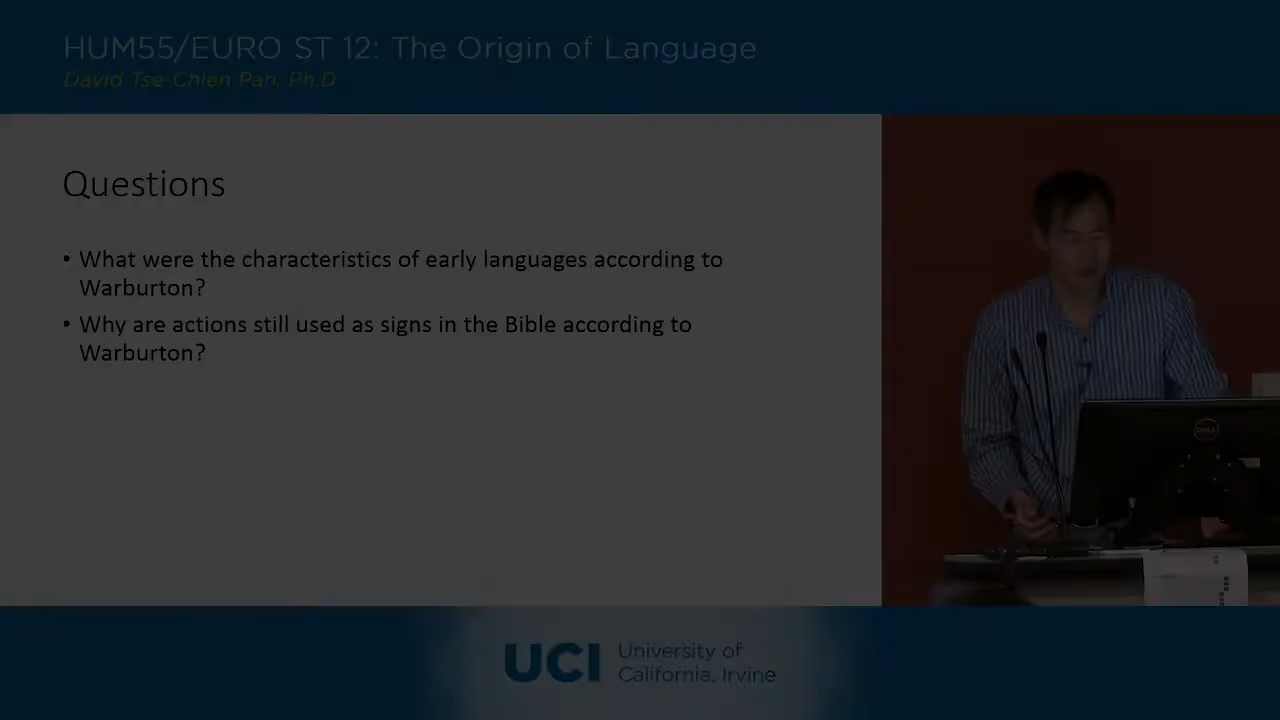 HUM55/EURO ST 12: The Origin of Language
David Tse-Chien Pan, Ph.D
Questions
• What were the characteristics of early languages according to
Warburton?
• Why are actions still used as signs in the Bible according to
Warburton?
DELL
UCI University of
California, Irvine